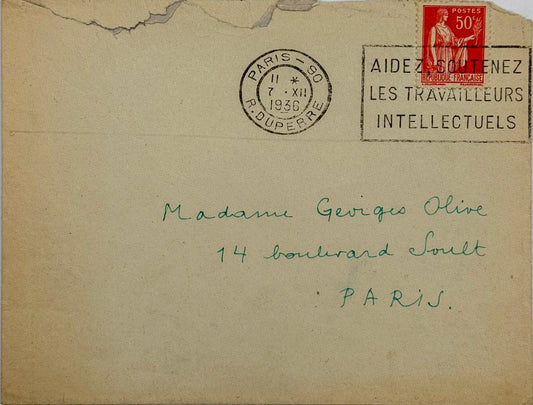 POSTES
50c
RÉPUBLIQUE FRANÇAISE
PARIS-90
11 *
7 · XII
1936
R. DUPERRE
AIDEZ, SOUTENEZ
LES TRAVAILLEURS
INTELLECTUELS
Madame Georges Olive
14 boulevard Soult
PARIS.